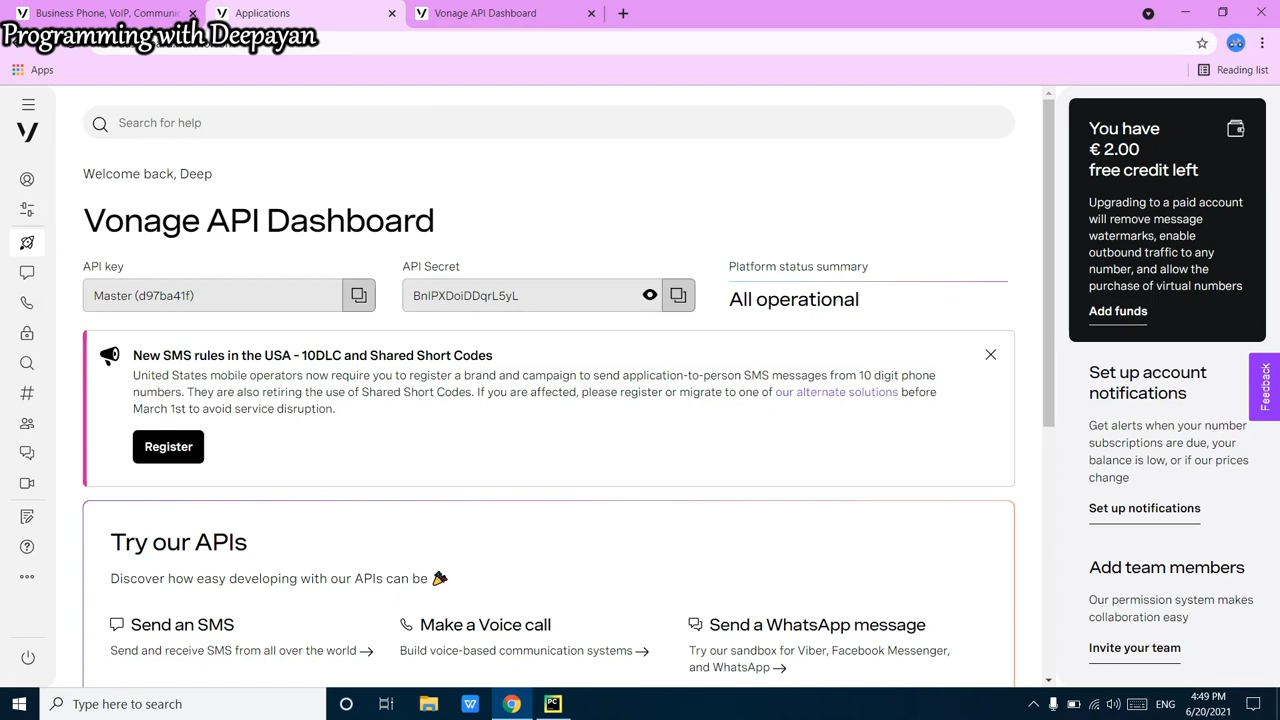 Business Phone, VoIP, Communic
Applications
Vonage API Dashboard
Programming with Deepayan
Apps
Reading list
Search for help
Welcome back, Deep
Vonage API Dashboard
API key
API Secret
Platform status summary
Master (d97ba41f)
BnIPXDoiDDqrL5yL
All operational
New SMS rules in the USA - 10DLC and Shared Short Codes
United States mobile operators now require you to register a brand and campaign to send application-to-person SMS messages from 10 digit phone
numbers. They are also retiring the use of Shared Short Codes. If you are affected, please register or migrate to one of our alternate solutions before
March 1st to avoid service disruption.
Register
Try our APIs
Discover how easy developing with our APIs can be
Send an SMS
Send and receive SMS from all over the world
Make a Voice call
Build voice-based communication systems
Send a WhatsApp message
Try our sandbox for Viber, Facebook Messenger,
and WhatsApp
You have
€ 2.00
free credit left
Upgrading to a paid account
will remove message
watermarks, enable
outbound traffic to any
number, and allow the
purchase of virtual numbers
Add funds
Feedback
Set up account
notifications
Get alerts when your number
subscriptions are due, your
balance is low, or if our prices
change
Set up notifications
Add team members
Our permission system makes
collaboration easy
Invite your team
Type here to search
ENG
4:49 PM
6/20/2021